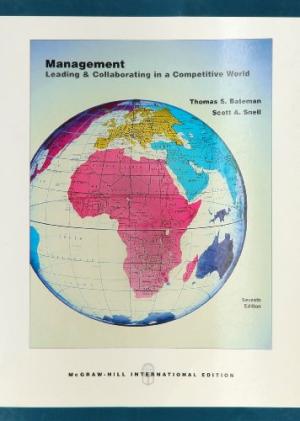 Management
Leading & Collaborating in a Competitive World
Thomas S. Bateman
Scott A. Snell
Seventh
Edition
McGRAW-HILL INTERNATIONAL EDITION